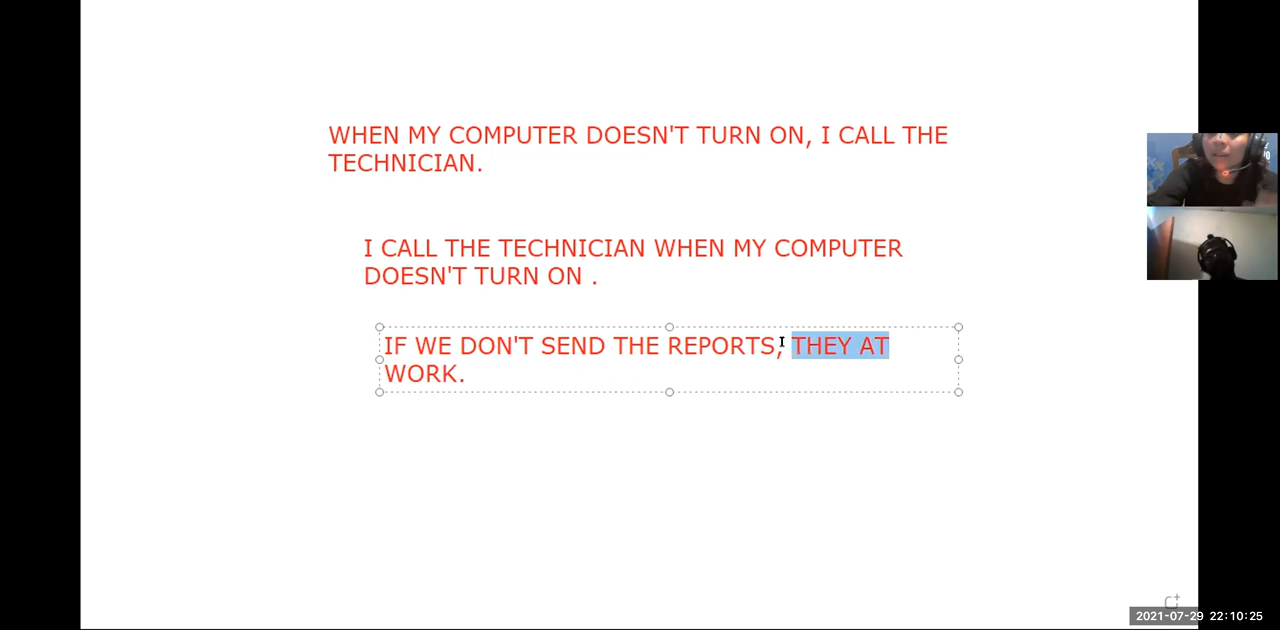 WHEN MY COMPUTER DOESN'T TURN ON, I CALL THE
TECHNICIAN.
I CALL THE TECHNICIAN WHEN MY COMPUTER
DOESN'T TURN ON .
IF WE DON'T SEND THE REPORTS, THEY AT
WORK.
2021-07-29 22:10:25